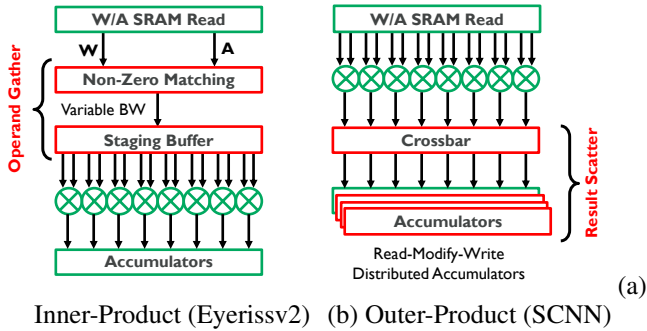 W/A SRAM Read
W A
Non-Zero Matching
Variable BW
Staging Buffer
Operand Gather
Accumulators
W/A SRAM Read
Crossbar
Accumulators
Result Scatter
Read-Modify-Write
Distributed Accumulators
(a)
Inner-Product (Eyerissv2) (b) Outer-Product (SCNN)